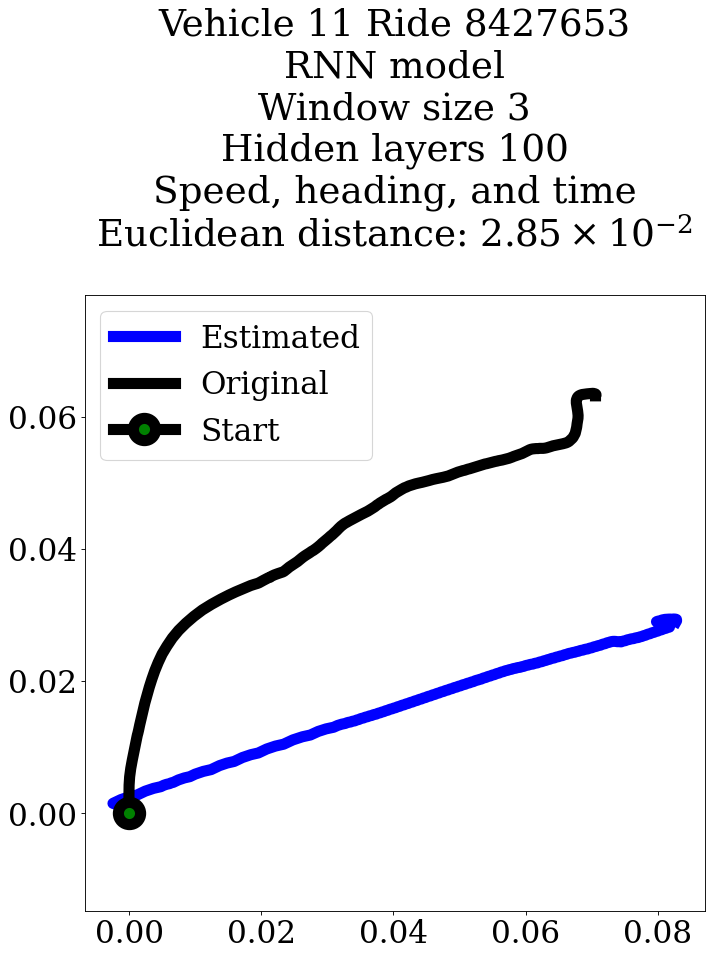 Vehicle 11 Ride 8427653
RNN model
Window size 3
Hidden layers 100
Speed, heading, and time
Euclidean distance: 2.85 × 10⁻²
Estimated
Original
Start
0.06
0.04
0.02
0.00
0.00 0.02 0.04 0.06 0.08